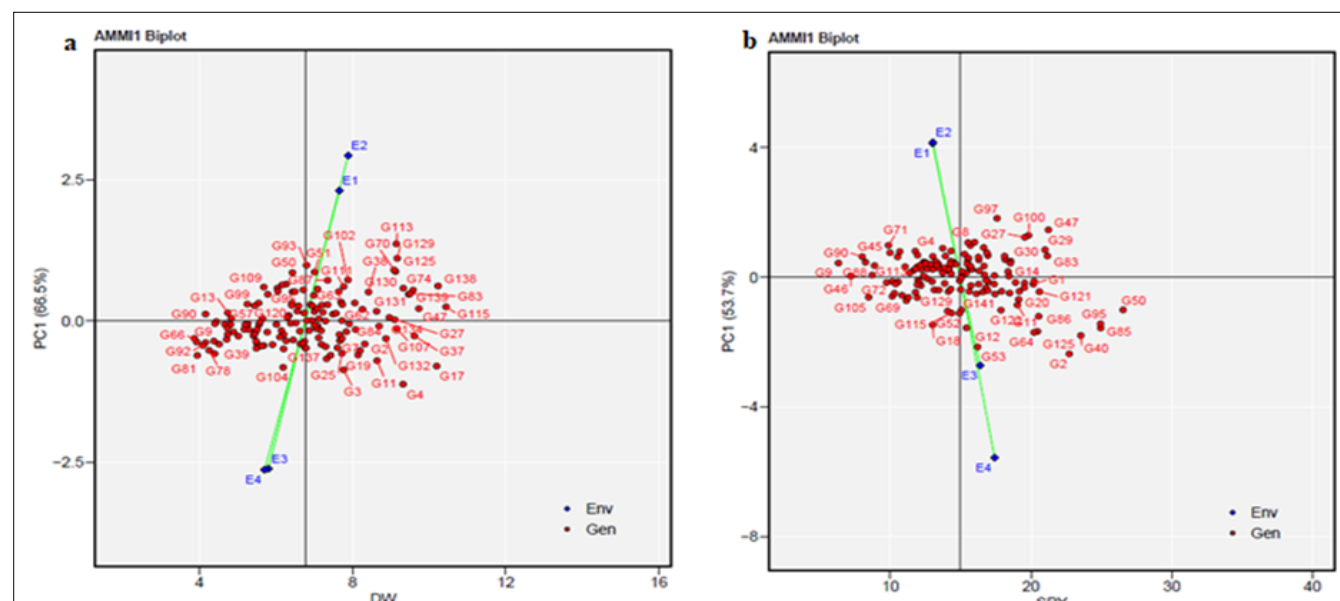 a
AMMI1 Biplot
PC1 (66.5%)
2.5
0.0
−2.5
E2
E1
G113
G102
G70
G129
G93
G51
G125
G50
G38
G74
G138
G109
G111
G130
G83
G13
G99
G131
G139
G115
G90
G57
G120
G62
G47
G66
G9
G84
G27
G92
G39
G2
G107
G37
G81
G78
G104
G25
G19
G132
G17
G3
G11
G4
E3
E4
Env
Gen
4
8
12
16
DW
b
AMMI1 Biplot
PC1 (53.7%)
4
0
−4
−8
E2
E1
G97
G100
G47
G71
G4
G8
G27
G29
G90
G45
G30
G83
G9
G88
G14
G1
G46
G72
G141
G121
G105
G69
G129
G20
G50
G115
G52
G11
G86
G95
G18
G12
G64
G125
G85
G53
G40
G2
E3
E4
Env
Gen
10
20
30
40